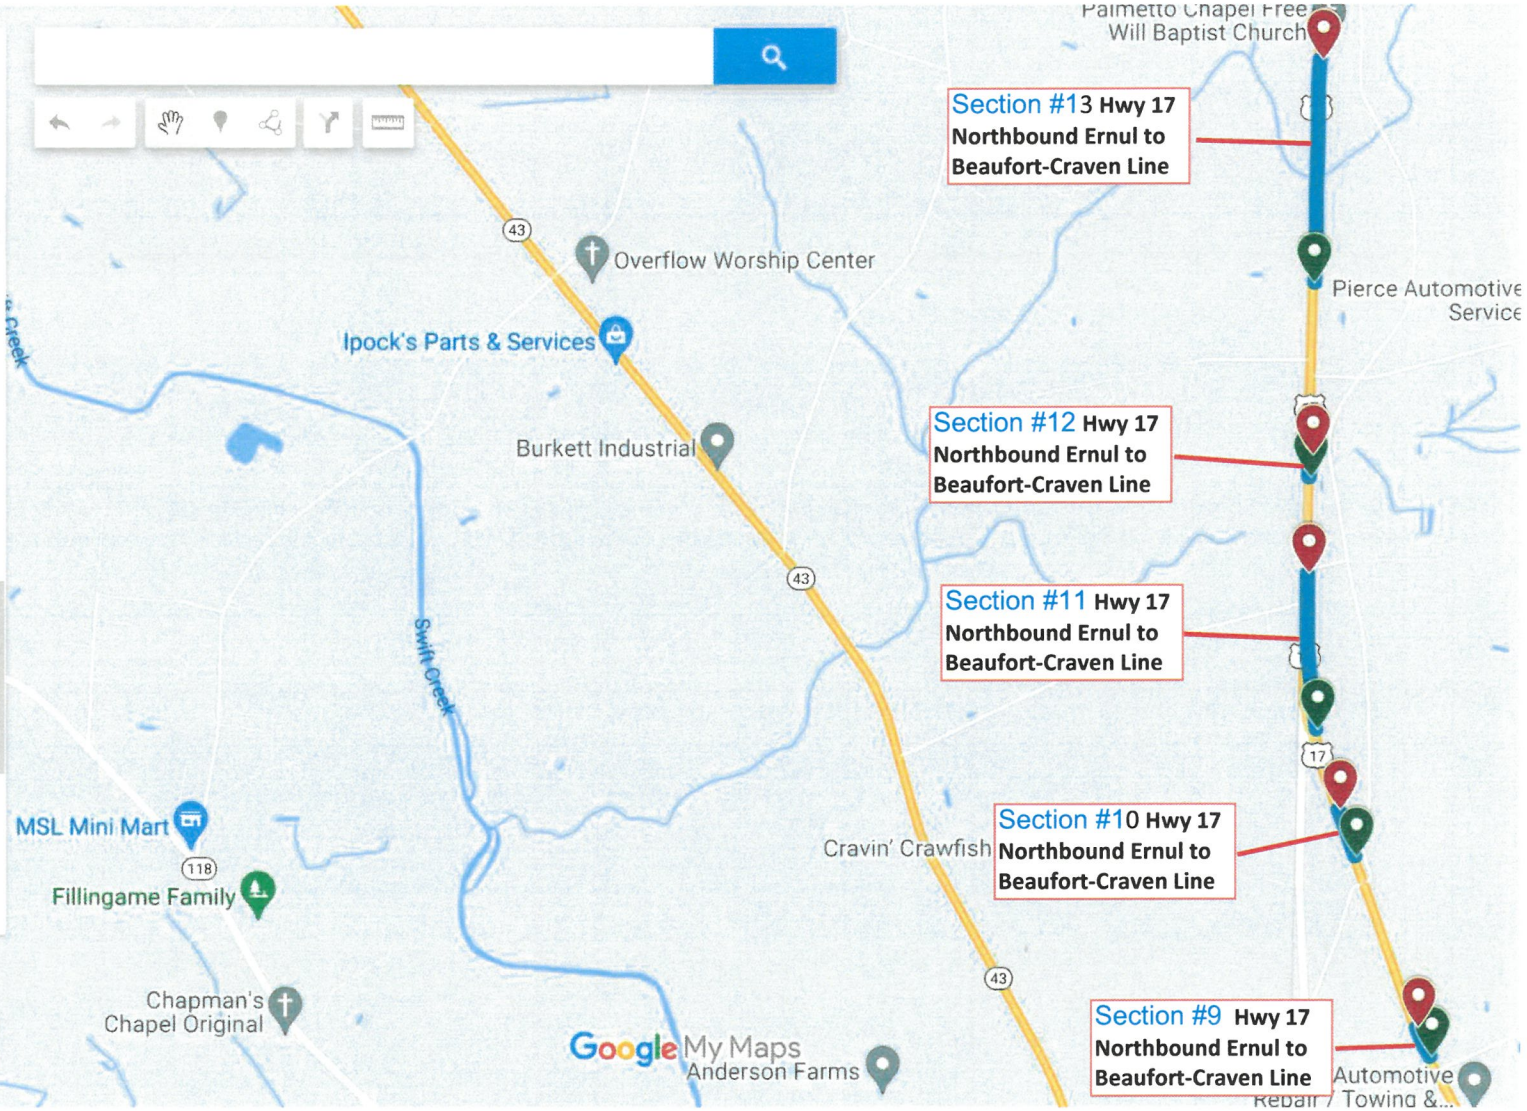 Palmetto Chapel Free
Will Baptist Church
Section #13 Hwy 17
Northbound Ernul to
Beaufort-Craven Line
43
Overflow Worship Center
Pierce Automotive
Service
Ipock's Parts & Services
Creek
Section #12 Hwy 17
Northbound Ernul to
Beaufort-Craven Line
Burkett Industrial
43
Section #11 Hwy 17
Northbound Ernul to
Beaufort-Craven Line
Swift Creek
17
MSL Mini Mart
118
Section #10 Hwy 17
Northbound Ernul to
Beaufort-Craven Line
Cravin' Crawfish
Fillingame Family
43
Chapman's
Chapel Original
Section #9 Hwy 17
Northbound Ernul to
Beaufort-Craven Line
Google My Maps
Anderson Farms
Automotive
Repair / Towing &...